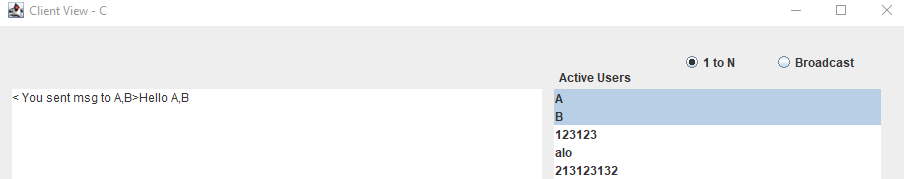 Client View - C
1 to N
Broadcast
Active Users
< You sent msg to A,B>Hello A,B
A
B
123123
alo
213123132